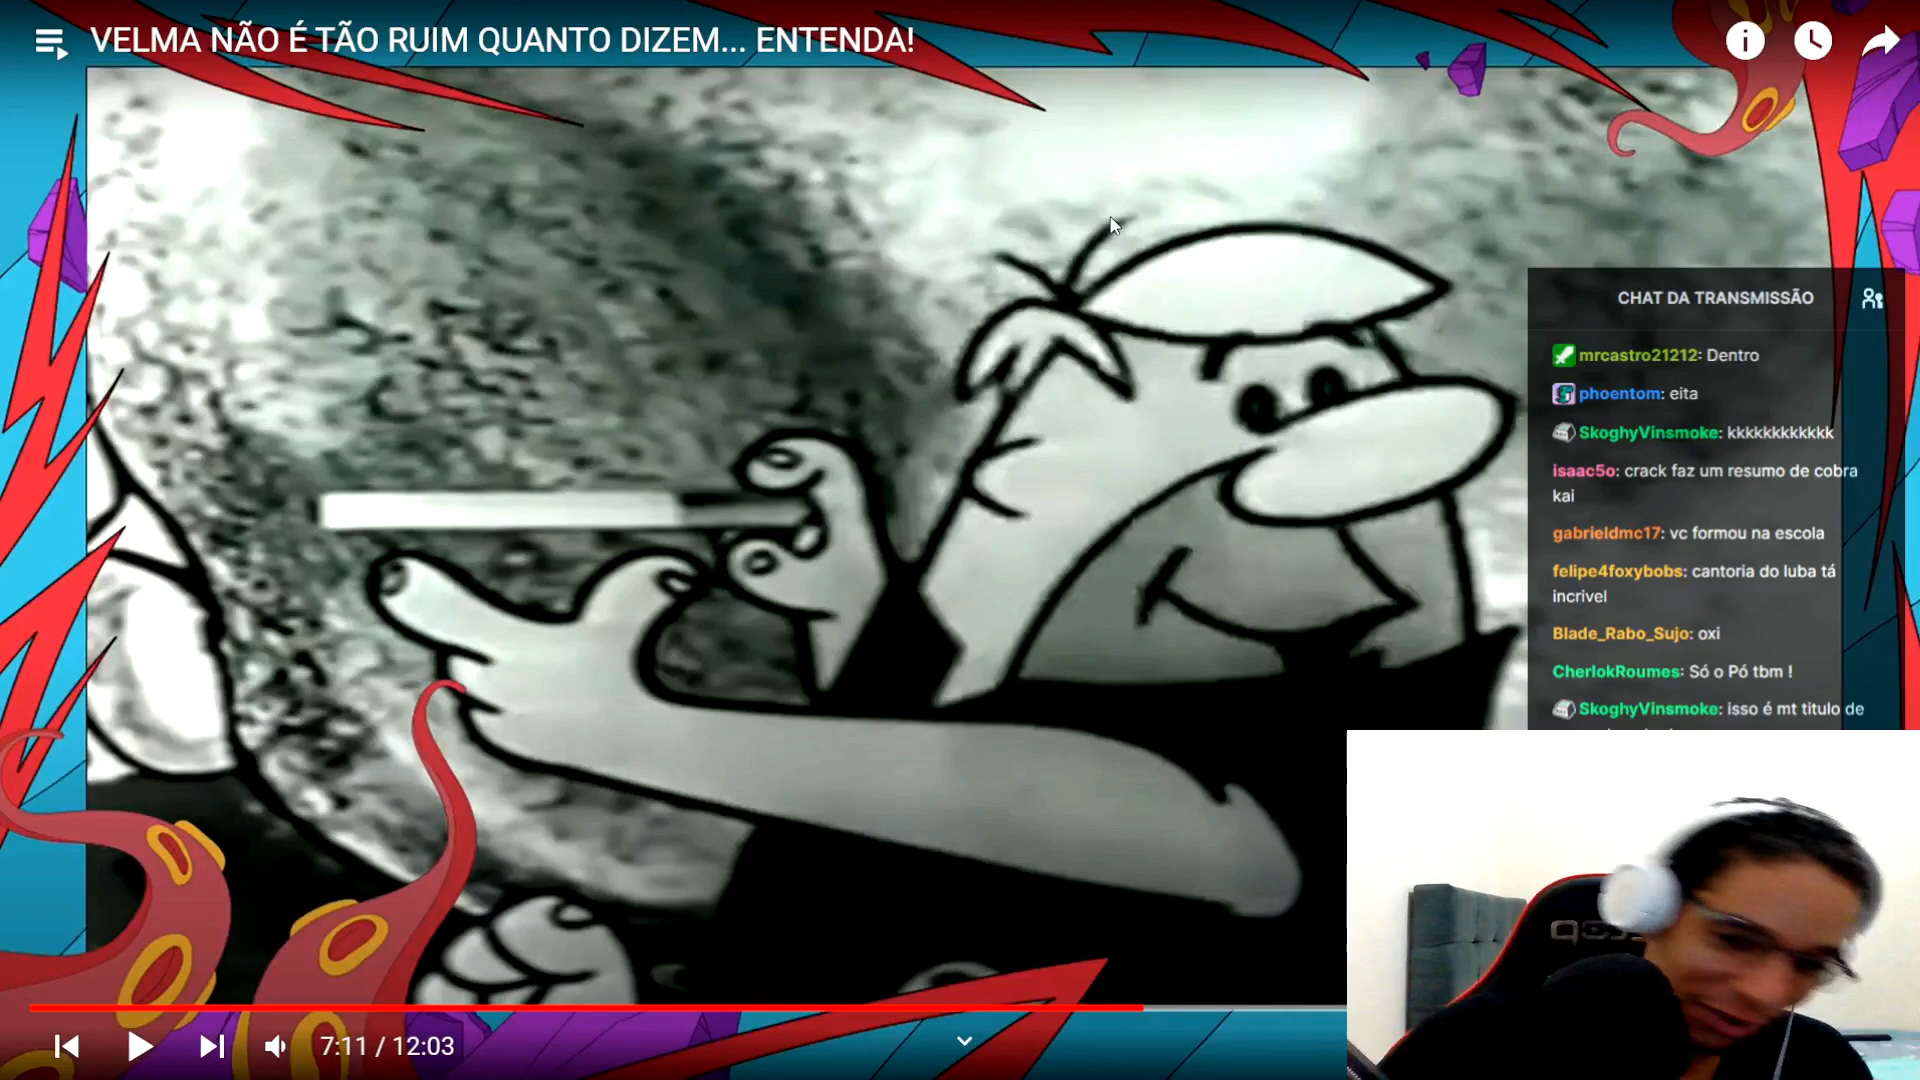 VELMA NÃO É TÃO RUIM QUANTO DIZEM... ENTENDA!
CHAT DA TRANSMISSÃO
mrcastro21212: Dentro
phoentom: eita
SkoghyVinsmoke: kkkkkkkkkkkk
isaac5o: crack faz um resumo de cobra
kai
gabrieldmc17: vc formou na escola
felipe4foxybobs: cantoria do luba tá
incrivel
Blade_Rabo_Sujo: oxi
CherlokRoumes: Só o Pó tbm !
SkoghyVinsmoke: isso é mt titulo de
7:11 / 12:03